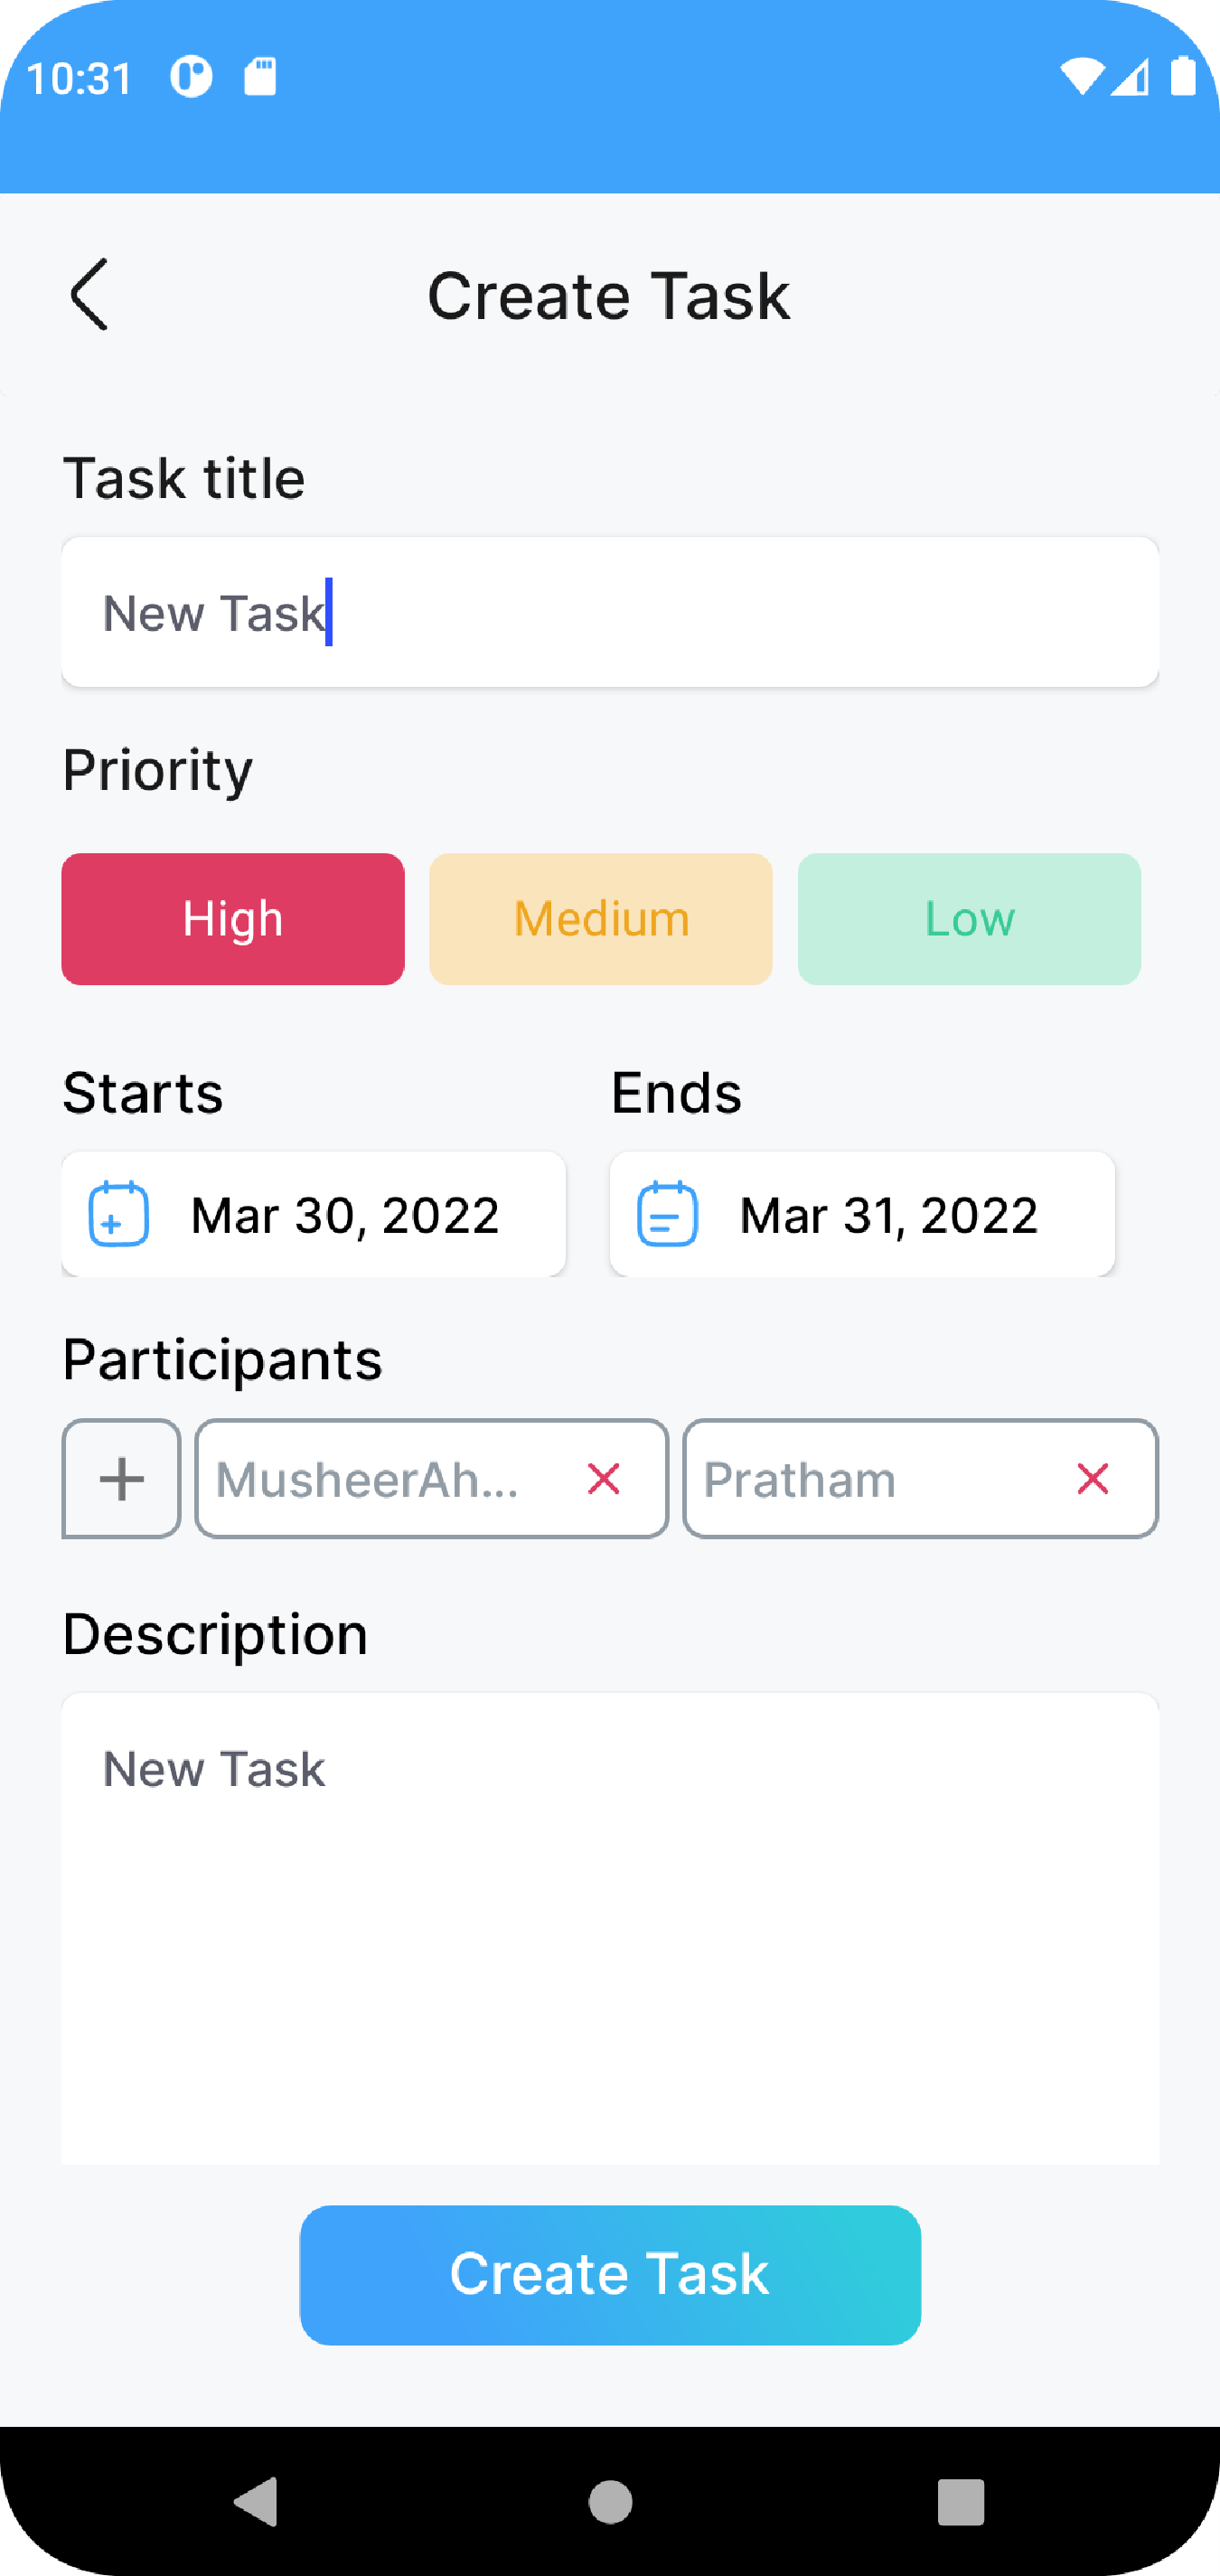 10:31
Create Task
Task title
New Task
Priority
High Medium Low
Starts Ends
Mar 30, 2022 Mar 31, 2022
Participants
MusheerAh... Pratham
Description
New Task
Create Task